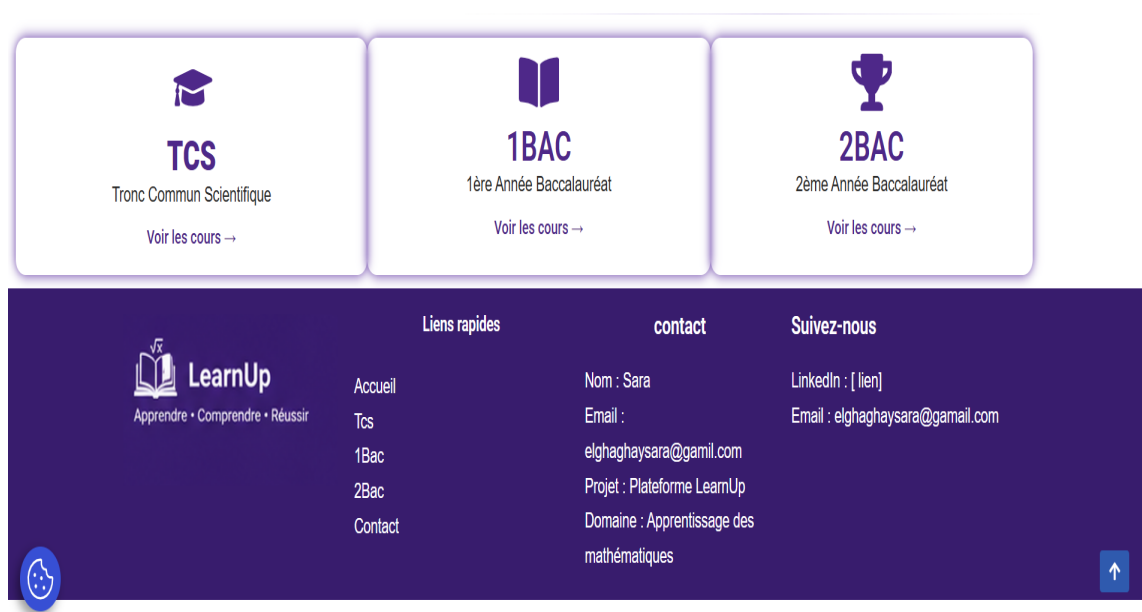 TCS
Tronc Commun Scientifique
Voir les cours →
1BAC
1ère Année Baccalauréat
Voir les cours →
2BAC
2ème Année Baccalauréat
Voir les cours →
√x
LearnUp
Apprendre • Comprendre • Réussir
Liens rapides
Accueil
Tcs
1Bac
2Bac
Contact
contact
Nom : Sara
Email :
elghaghaysara@gamil.com
Projet : Plateforme LearnUp
Domaine : Apprentissage des
mathématiques
Suivez-nous
LinkedIn : [ lien]
Email : elghaghaysara@gamail.com